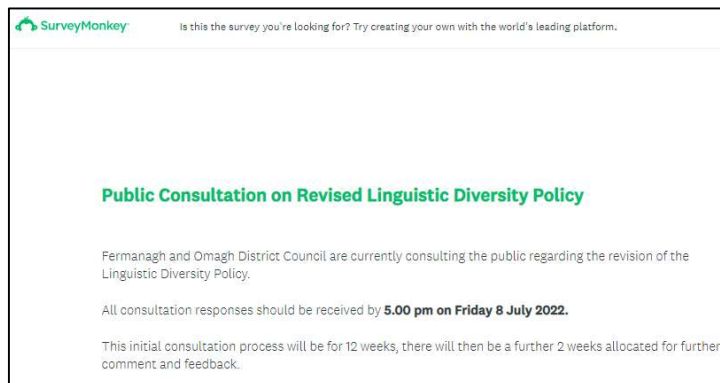 SurveyMonkey
Is this the survey you're looking for? Try creating your own with the world's leading platform.
Public Consultation on Revised Linguistic Diversity Policy
Fermanagh and Omagh District Council are currently consulting the public regarding the revision of the
Linguistic Diversity Policy.
All consultation responses should be received by 5.00 pm on Friday 8 July 2022.
This initial consultation process will be for 12 weeks, there will then be a further 2 weeks allocated for further
comment and feedback.